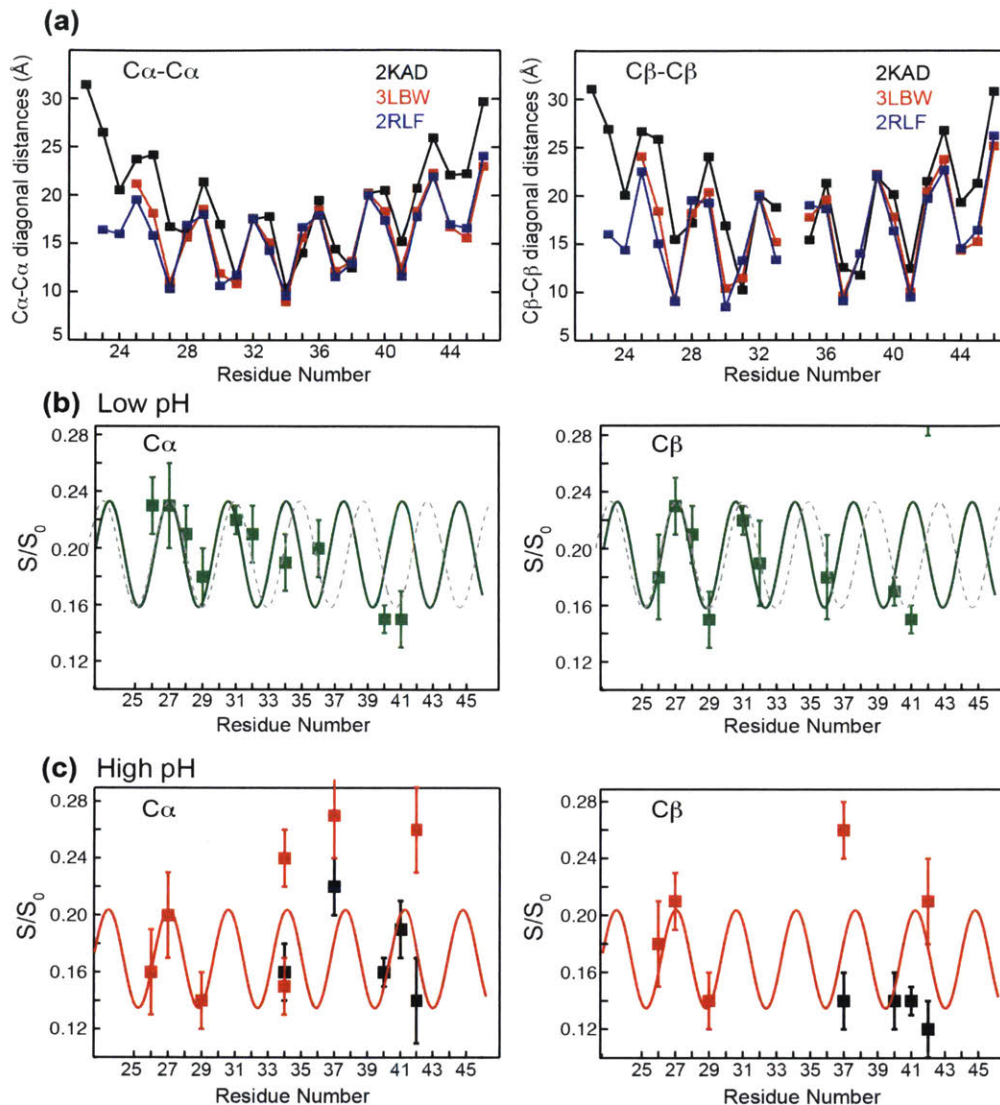 (a)
Cα-Cα
2KAD
3LBW
2RLF
Cα-Cα diagonal distances (Å)
30
25
20
15
10
5
24 28 32 36 40 44
Residue Number
Cβ-Cβ
2KAD
3LBW
2RLF
Cβ-Cβ diagonal distances (Å)
30
25
20
15
10
5
24 28 32 36 40 44
Residue Number
(b) Low pH
Cα
S/S0
0.28
0.24
0.20
0.16
0.12
25 27 29 31 33 35 37 39 41 43 45
Residue Number
Cβ
S/S0
0.28
0.24
0.20
0.16
0.12
25 27 29 31 33 35 37 39 41 43 45
Residue Number
(c) High pH
Cα
S/S0
0.28
0.24
0.20
0.16
0.12
25 27 29 31 33 35 37 39 41 43 45
Residue Number
Cβ
S/S0
0.28
0.24
0.20
0.16
0.12
25 27 29 31 33 35 37 39 41 43 45
Residue Number